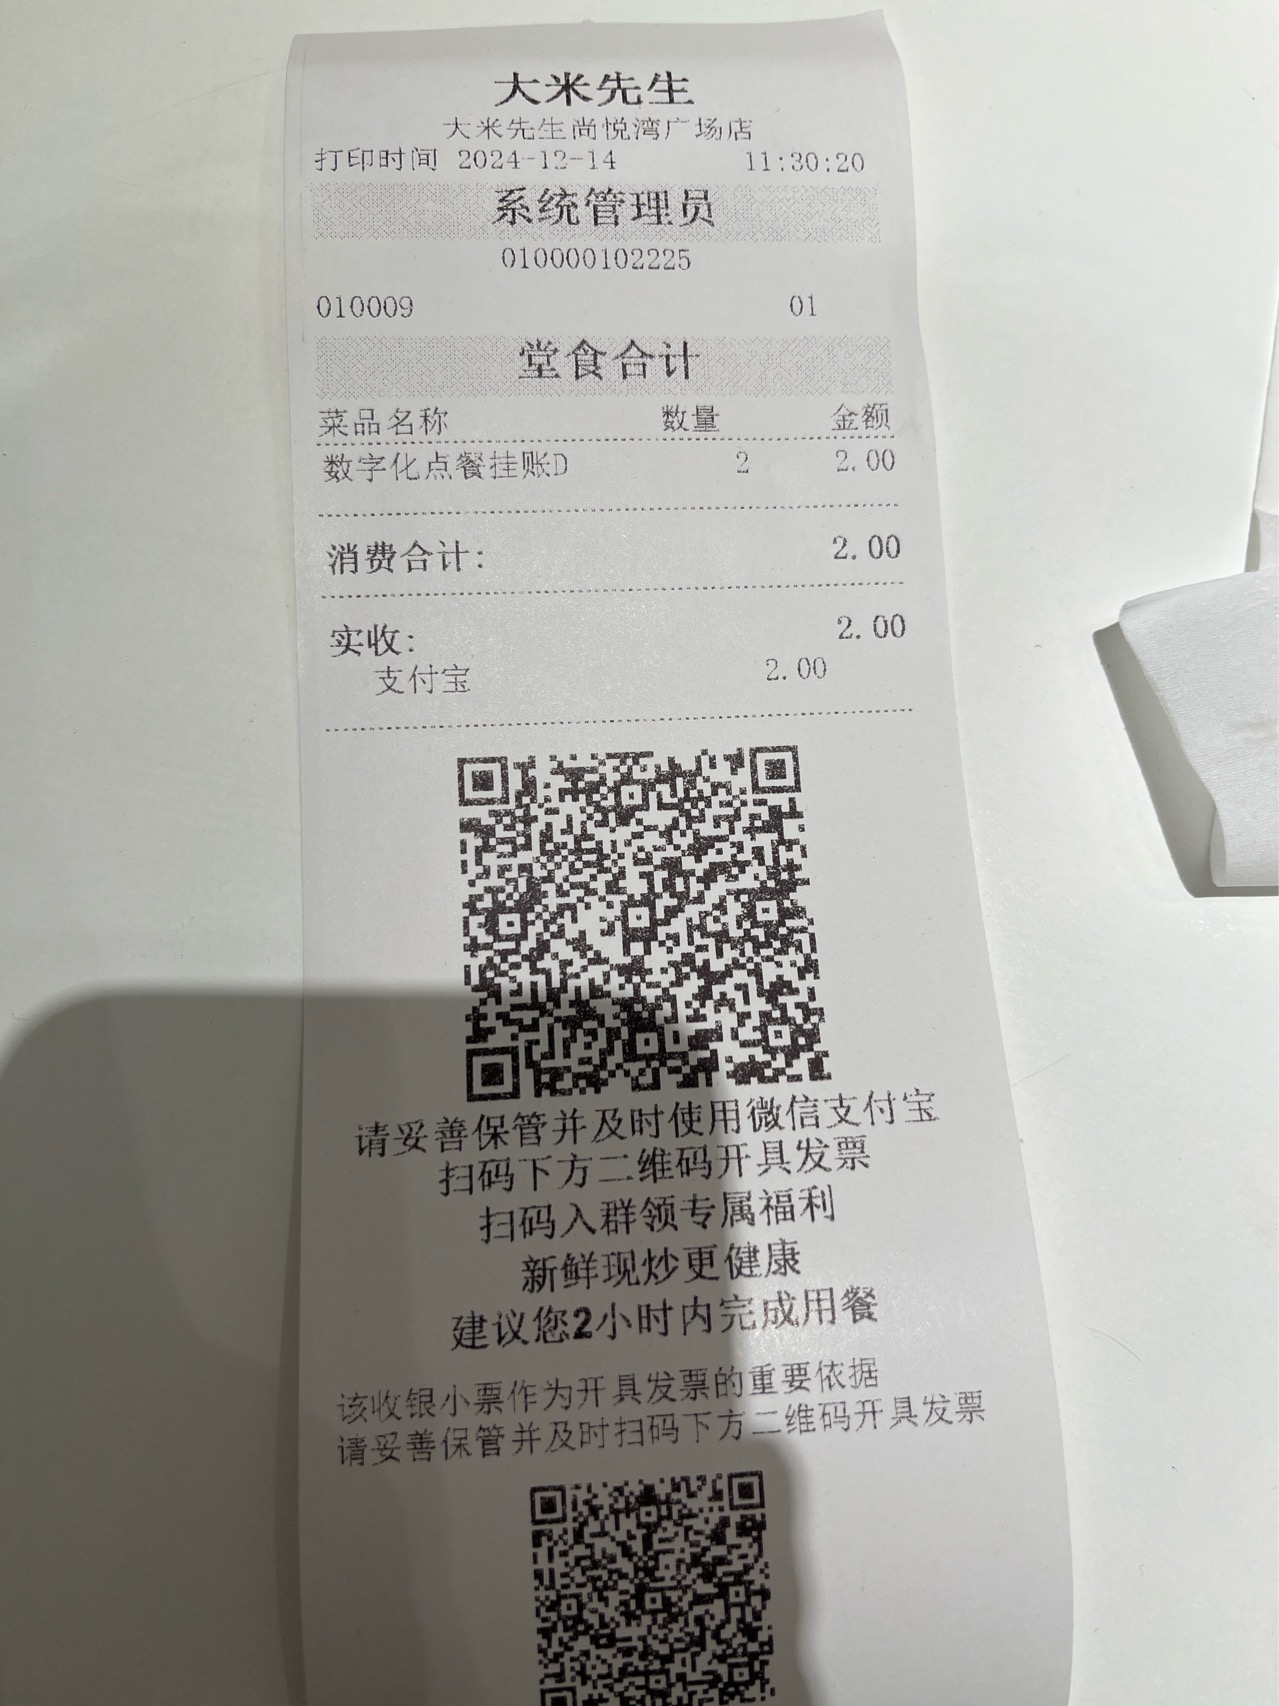 大米先生
大米先生尚悦湾广场店
打印时间 2024-12-14 11:30:20
系统管理员
010000102225
010009 01
堂食合计
菜品名称 数量 金额
数字化点餐挂账D 2 2.00
消费合计: 2.00
实收: 2.00
支付宝 2.00
请妥善保管并及时使用微信支付宝
扫码下方二维码开具发票
扫码入群领专属福利
新鲜现炒更健康
建议您2小时内完成用餐
该收银小票作为开具发票的重要依据
请妥善保管并及时扫码下方二维码开具发票